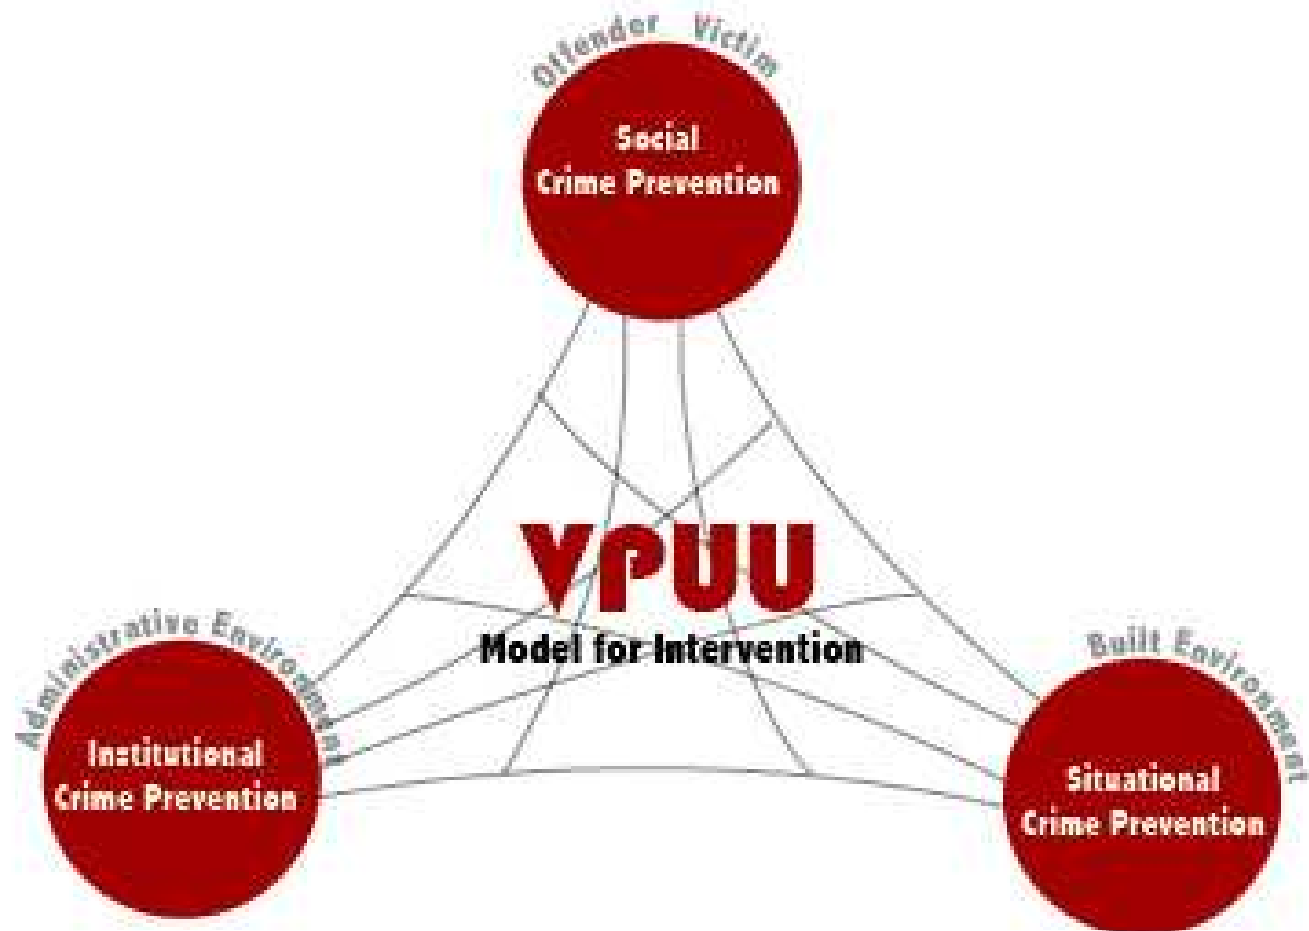 Offender Victim
Social
Crime Prevention
VPUU
Model for Intervention
Administrative Environment
Institutional
Crime Prevention
Built Environment
Situational
Crime Prevention